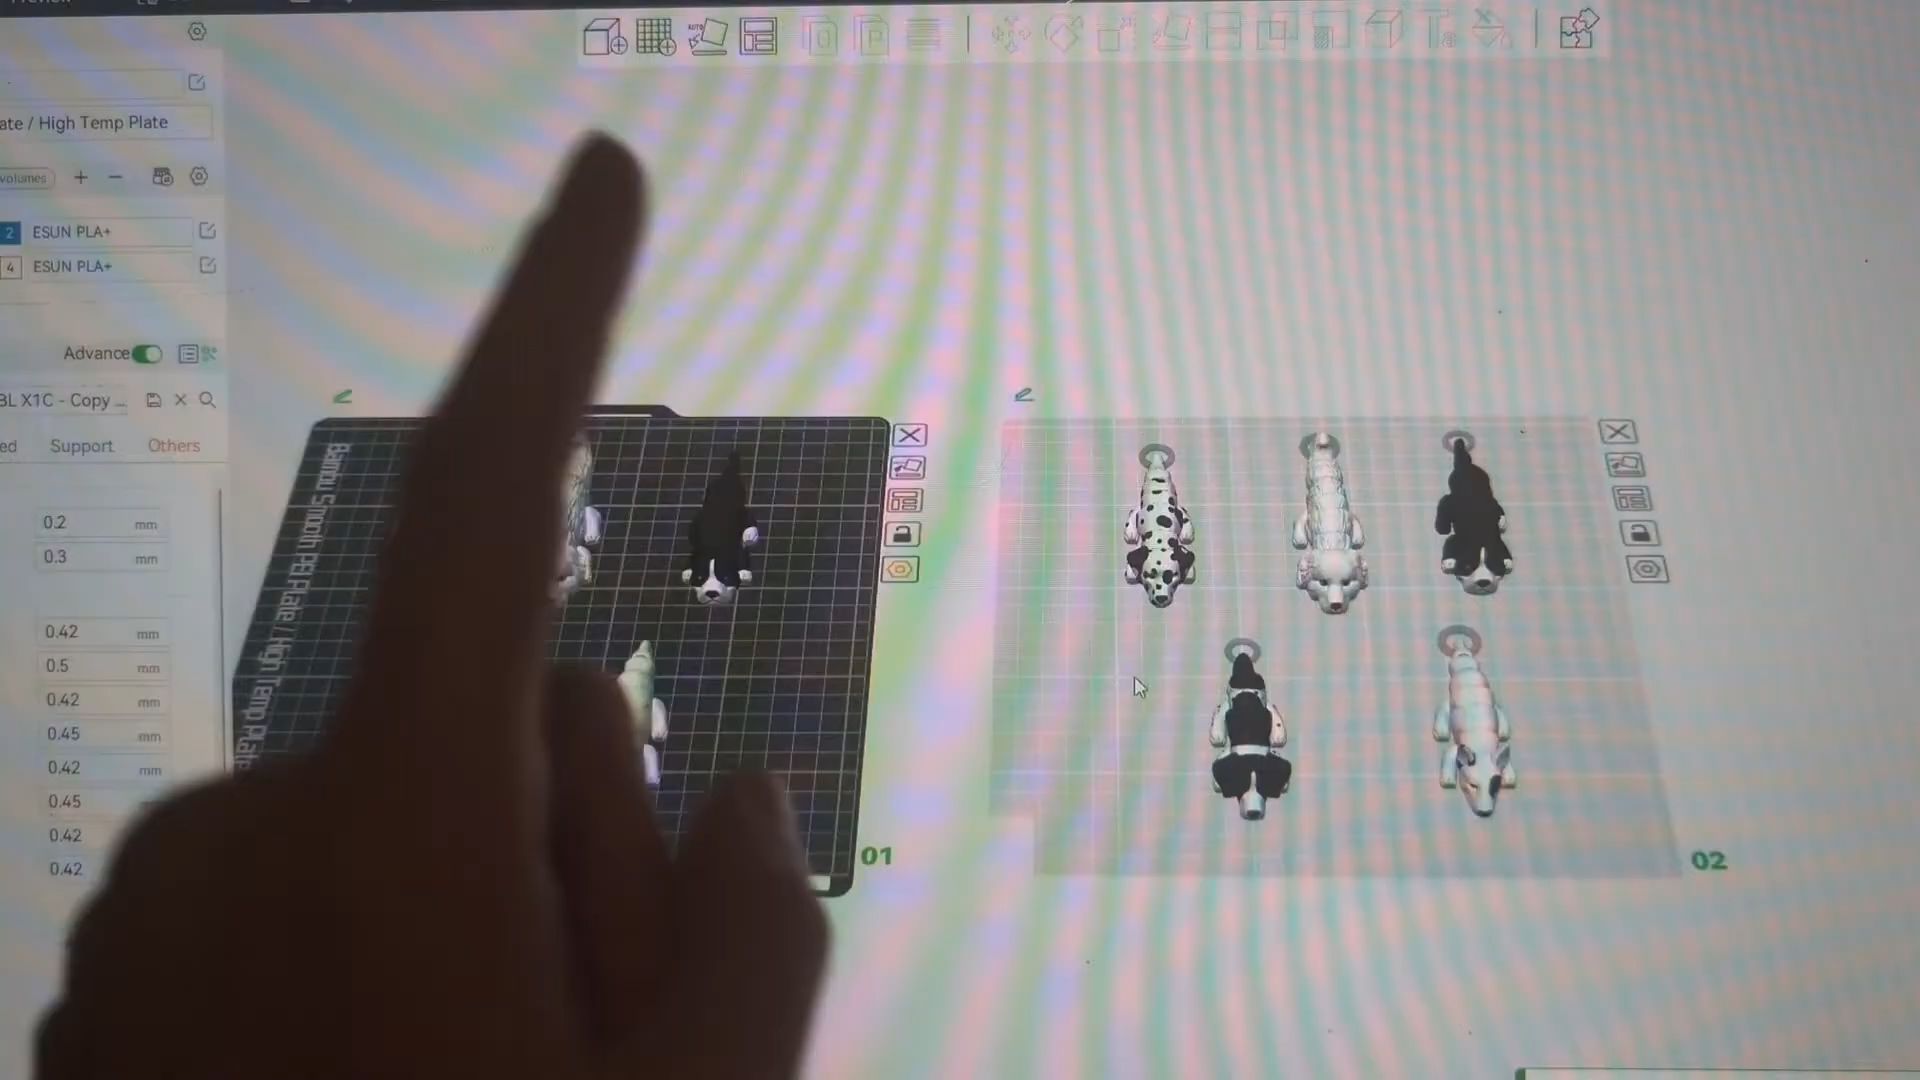 ate / High Temp Plate
volumes
2 ESUN PLA+
4 ESUN PLA+
Advance
BL X1C - Copy ...
ed Support Others
0.2 mm
0.3 mm
0.42 mm
0.5 mm
0.42 mm
0.45 mm
0.42 mm
0.45
0.42
0.42
Bambu Smooth PEI Plate / High Temp Plate
01
02